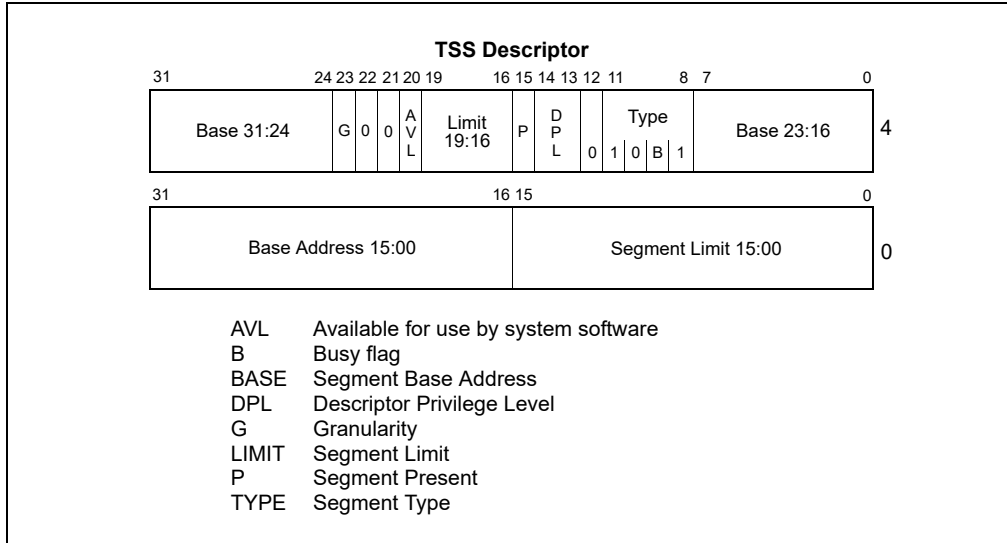 TSS Descriptor
31 24 23 22 21 20 19 16 15 14 13 12 11 8 7 0
Base 31:24 G 0 0 AVL Limit 19:16 P DPL 0 Type 1 0 B 1 Base 23:16 4
31 16 15 0
Base Address 15:00 Segment Limit 15:00 0
AVL Available for use by system software
B Busy flag
BASE Segment Base Address
DPL Descriptor Privilege Level
G Granularity
LIMIT Segment Limit
P Segment Present
TYPE Segment Type